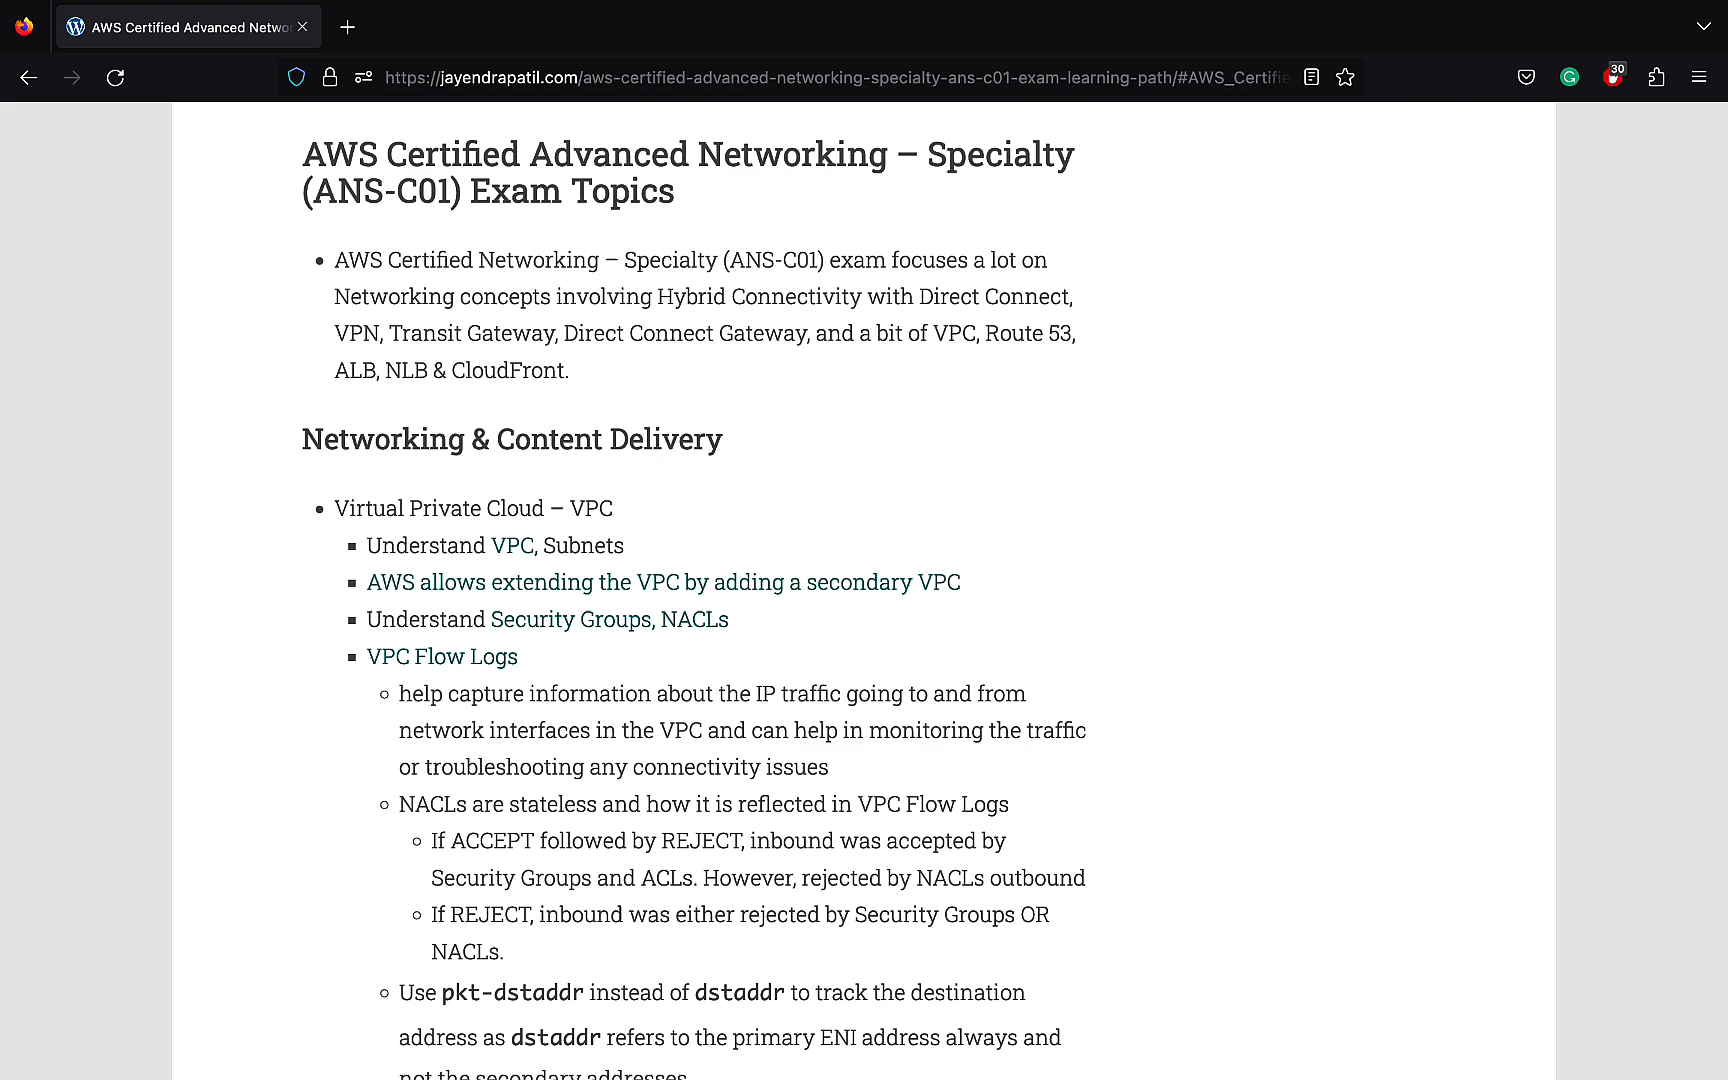 AWS Certified Advanced Networ
https://jayendrapatil.com/aws-certified-advanced-networking-specialty-ans-c01-exam-learning-path/#AWS_Certifie
30
AWS Certified Advanced Networking – Specialty
(ANS-C01) Exam Topics
AWS Certified Networking – Specialty (ANS-C01) exam focuses a lot on
Networking concepts involving Hybrid Connectivity with Direct Connect,
VPN, Transit Gateway, Direct Connect Gateway, and a bit of VPC, Route 53,
ALB, NLB & CloudFront.
Networking & Content Delivery
Virtual Private Cloud – VPC
Understand VPC, Subnets
AWS allows extending the VPC by adding a secondary VPC
Understand Security Groups, NACLs
VPC Flow Logs
help capture information about the IP traffic going to and from
network interfaces in the VPC and can help in monitoring the traffic
or troubleshooting any connectivity issues
NACLs are stateless and how it is reflected in VPC Flow Logs
If ACCEPT followed by REJECT, inbound was accepted by
Security Groups and ACLs. However, rejected by NACLs outbound
If REJECT, inbound was either rejected by Security Groups OR
NACLs.
Use pkt-dstaddr instead of dstaddr to track the destination
address as dstaddr refers to the primary ENI address always and
not the secondary addresses